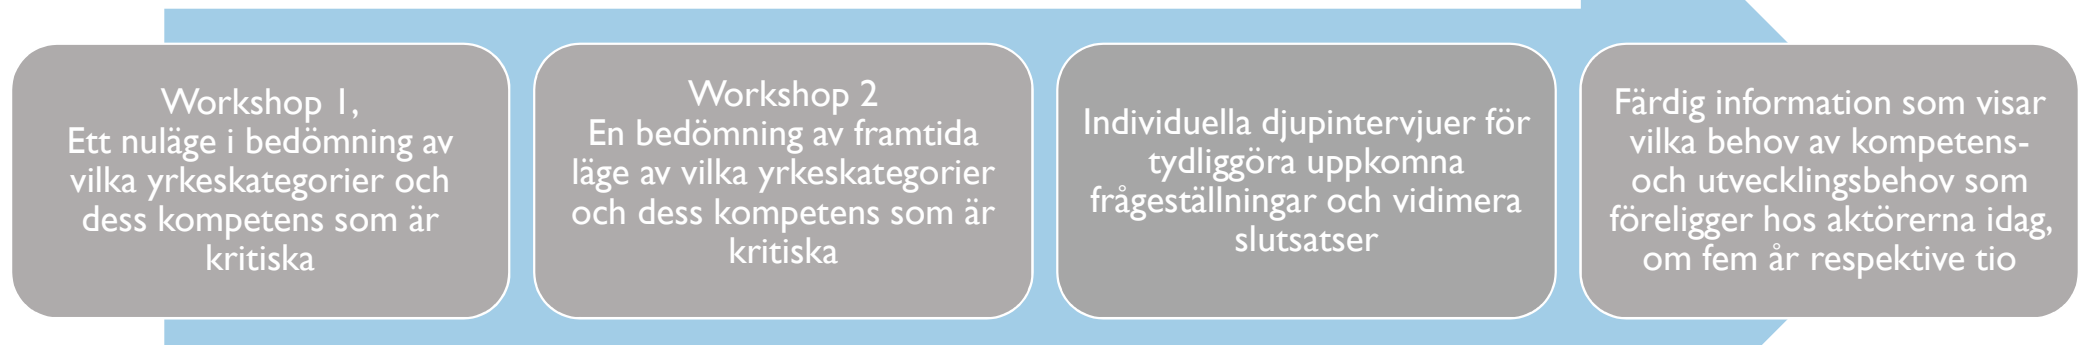 Workshop 1,
Ett nuläge i bedömning av
vilka yrkeskategorier och
dess kompetens som är
kritiska
Workshop 2
En bedömning av framtida
läge av vilka yrkeskategorier
och dess kompetens som är
kritiska
Individuella djupintervjuer för
tydliggöra uppkomna
frågeställningar och vidimera
slutsatser
Färdig information som visar
vilka behov av kompetens-
och utvecklingsbehov som
föreligger hos aktörerna idag,
om fem år respektive tio